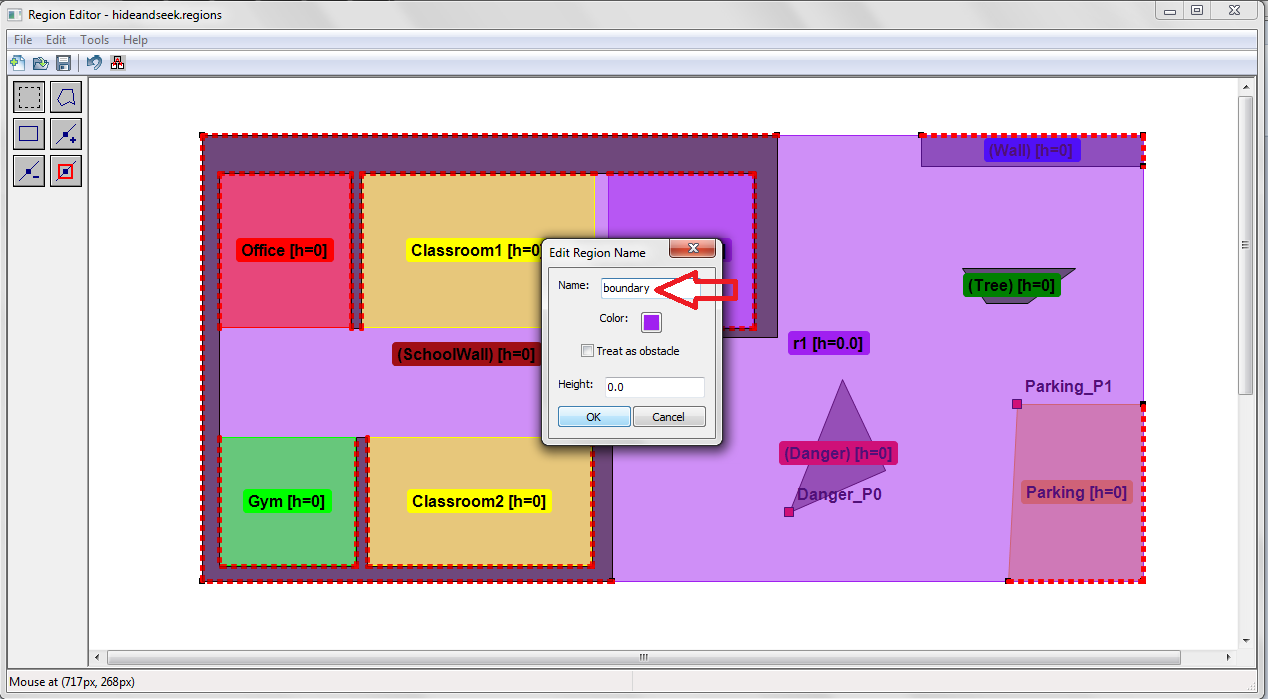 Region Editor - hideandseek.regions
File Edit Tools Help
(Wall) [h=0]
Office [h=0]
Classroom1 [h=0]
Edit Region Name
Name: boundary
Color:
Treat as obstacle
Height: 0.0
OK Cancel
(Tree) [h=0]
r1 [h=0.0]
(SchoolWall) [h=0]
Parking_P1
(Danger) [h=0]
Danger_P0
Parking [h=0]
Gym [h=0]
Classroom2 [h=0]
Mouse at (717px, 268px)